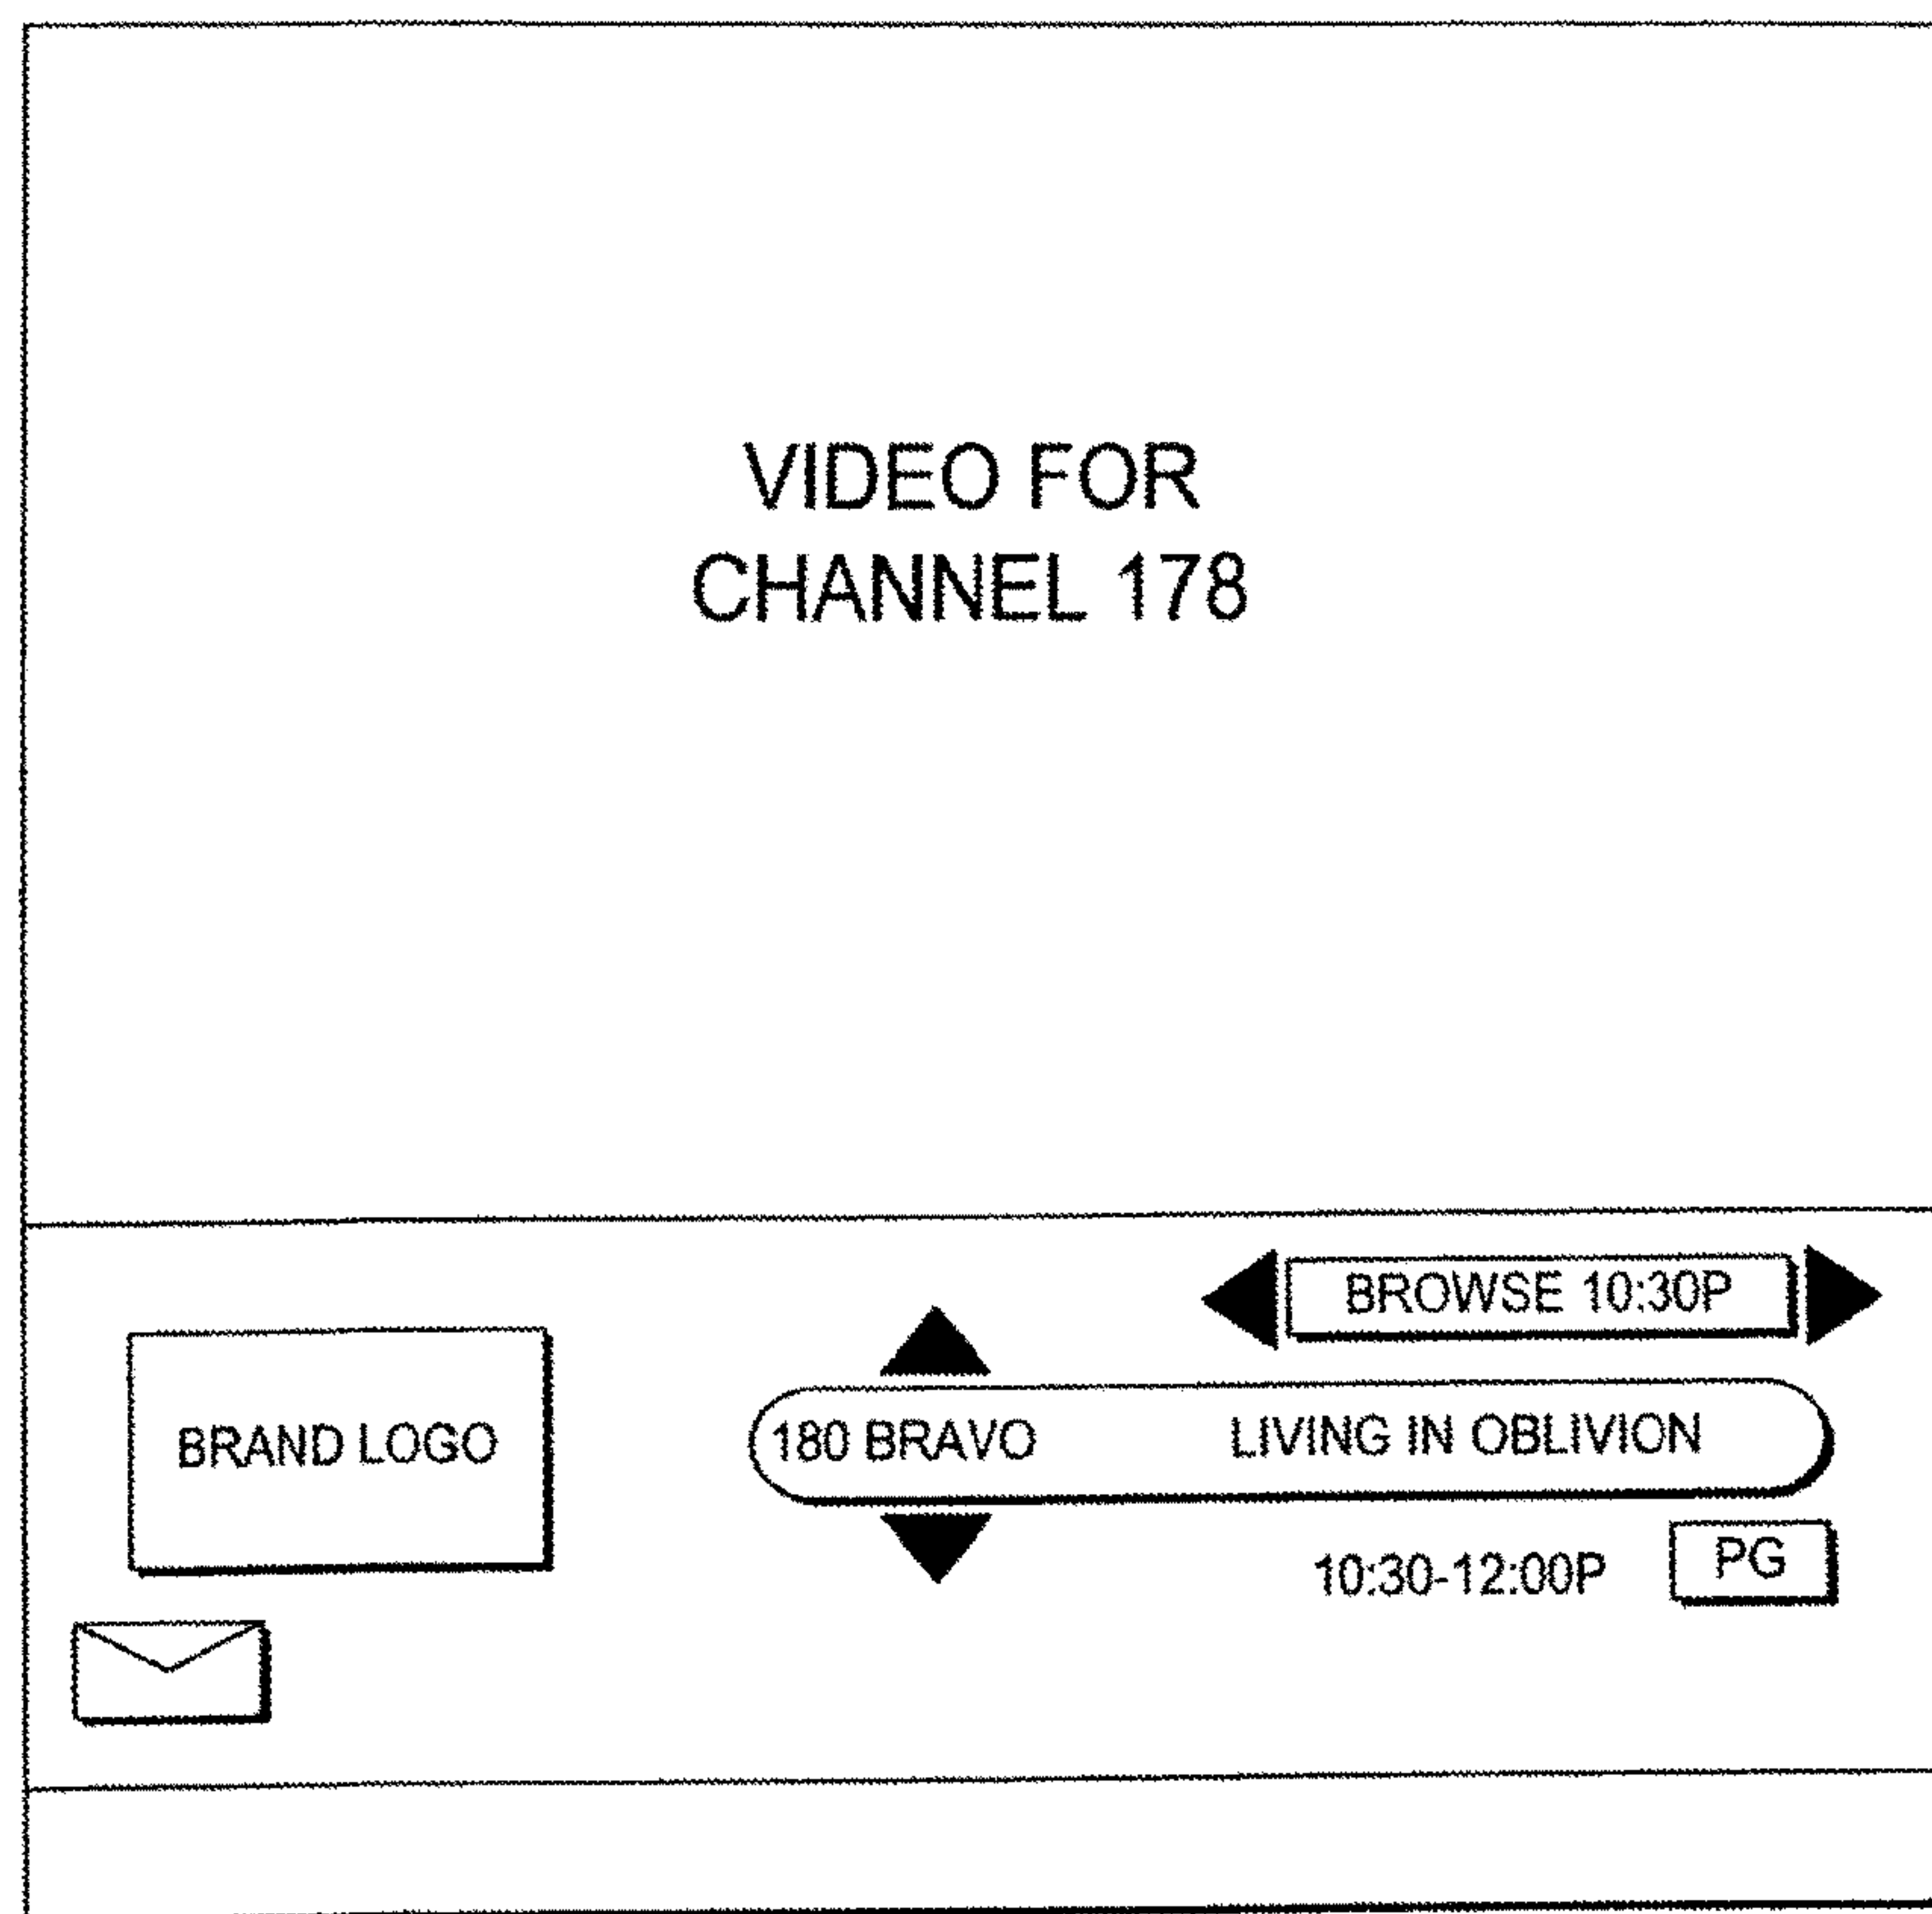 VIDEO FOR
CHANNEL 178
BROWSE 10:30P
BRAND LOGO
180 BRAVO LIVING IN OBLIVION
10:30-12:00P PG